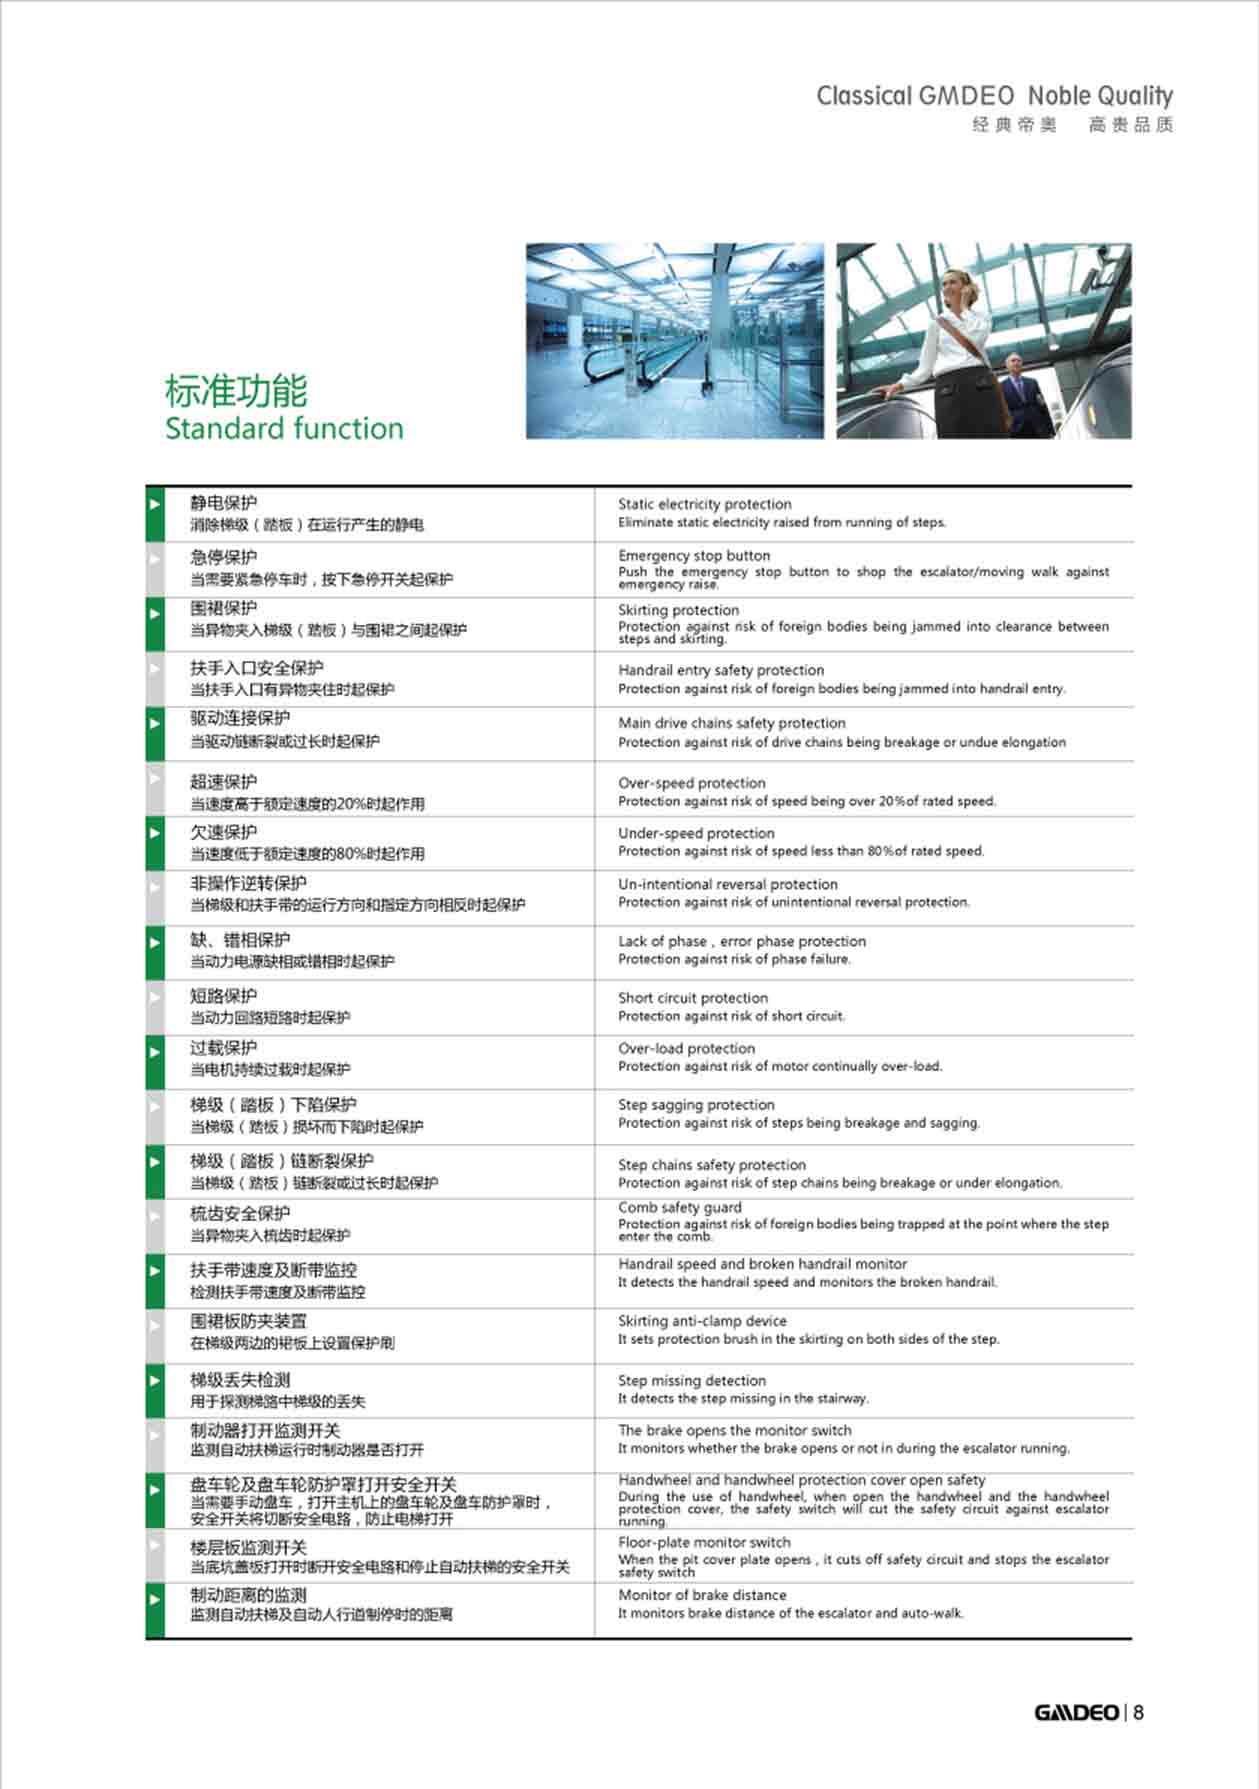 Classical GMDEO Noble Quality
经典帝奥 高贵品质
标准功能
Standard function
静电保护
消除梯级（踏板）在运行产生的静电
Static electricity protection
Eliminate static electricity raised from running of steps.
急停保护
当需要紧急停车时，按下急停开关起保护
Emergency stop button
Push the emergency stop button to shop the escalator/moving walk against
emergency raise.
围裙保护
当异物夹入梯级（踏板）与围裙之间起保护
Skirting protection
Protection against risk of foreign bodies being jammed into clearance between
steps and skirting.
扶手入口安全保护
当扶手入口有异物夹住时起保护
Handrail entry safety protection
Protection against risk of foreign bodies being jammed into handrail entry.
驱动连接保护
当驱动链断裂或过长时起保护
Main drive chains safety protection
Protection against risk of drive chains being breakage or undue elongation
超速保护
当速度高于额定速度的20%时起作用
Over-speed protection
Protection against risk of speed being over 20%of rated speed.
欠速保护
当速度低于额定速度的80%时起作用
Under-speed protection
Protection against risk of speed less than 80%of rated speed.
非操作逆转保护
当梯级和扶手带的运行方向和指定方向相反时起保护
Un-intentional reversal protection
Protection against risk of unintentional reversal protection.
缺、错相保护
当动力电源缺相或错相时起保护
Lack of phase , error phase protection
Protection against risk of phase failure.
短路保护
当动力回路短路时起保护
Short circuit protection
Protection against risk of short circuit.
过载保护
当电机持续过载时起保护
Over-load protection
Protection against risk of motor continually over-load.
梯级（踏板）下陷保护
当梯级（踏板）损坏而下陷时起保护
Step sagging protection
Protection against risk of steps being breakage and sagging.
梯级（踏板）链断裂保护
当梯级（踏板）链断裂或过长时起保护
Step chains safety protection
Protection against risk of step chains being breakage or under elongation.
梳齿安全保护
当异物夹入梳齿时起保护
Comb safety guard
Protection against risk of foreign bodies being trapped at the point where the step
enter the comb.
扶手带速度及断带监控
检测扶手带速度及断带监控
Handrail speed and broken handrail monitor
It detects the handrail speed and monitors the broken handrail.
围裙板防夹装置
在梯级两边的裙板上设置保护刷
Skirting anti-clamp device
It sets protection brush in the skirting on both sides of the step.
梯级丢失检测
用于探测梯路中梯级的丢失
Step missing detection
It detects the step missing in the stairway.
制动器打开监测开关
监测自动扶梯运行时制动器是否打开
The brake opens the monitor switch
It monitors whether the brake opens or not in during the escalator running.
盘车轮及盘车轮防护罩打开安全开关
当需要手动盘车，打开主机上的盘车轮及盘车防护罩时，
安全开关将切断安全电路，防止电梯打开
Handwheel and handwheel protection cover open safety
During the use of handwheel, when open the handwheel and the handwheel
protection cover, the safety switch will cut the safety circuit against escalator
running.
楼层板监测开关
当底坑盖板打开时断开安全电路和停止自动扶梯的安全开关
Floor-plate monitor switch
When the pit cover plate opens , it cuts off safety circuit and stops the escalator
safety switch
制动距离的监测
监测自动扶梯及自动人行道制停时的距离
Monitor of brake distance
It monitors brake distance of the escalator and auto-walk.
GMDEO | 8